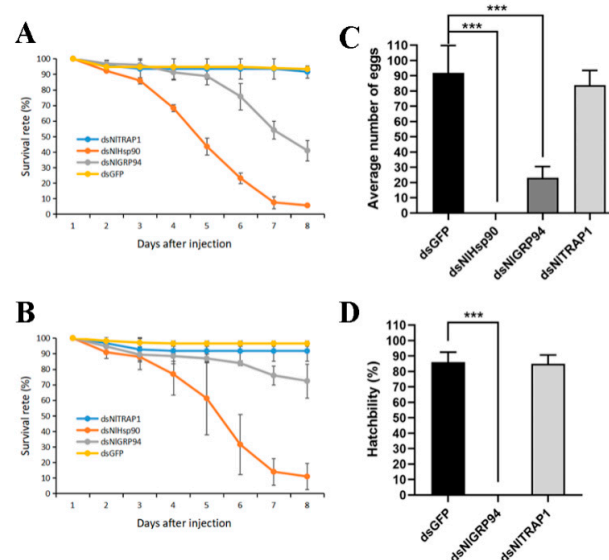 A
Survival rete (%)
100
90
80
70
60
50
40
30
20
10
0
dsNlTRAP1
dsNlHsp90
dsNlGRP94
dsGFP
1 2 3 4 5 6 7 8
Days after injection
B
Survival rete (%)
100
90
80
70
60
50
40
30
20
10
0
dsNlTRAP1
dsNlHsp90
dsNlGRP94
dsGFP
1 2 3 4 5 6 7 8
Days after injection
C
***
***
Average number of eggs
110
100
90
80
70
60
50
40
30
20
10
0
dsGFP
dsNlHsp90
dsNlGRP94
dsNlTRAP1
D
***
Hatchbility (%)
110
100
90
80
70
60
50
40
30
20
10
0
dsGFP
dsNlGRP94
dsNlTRAP1